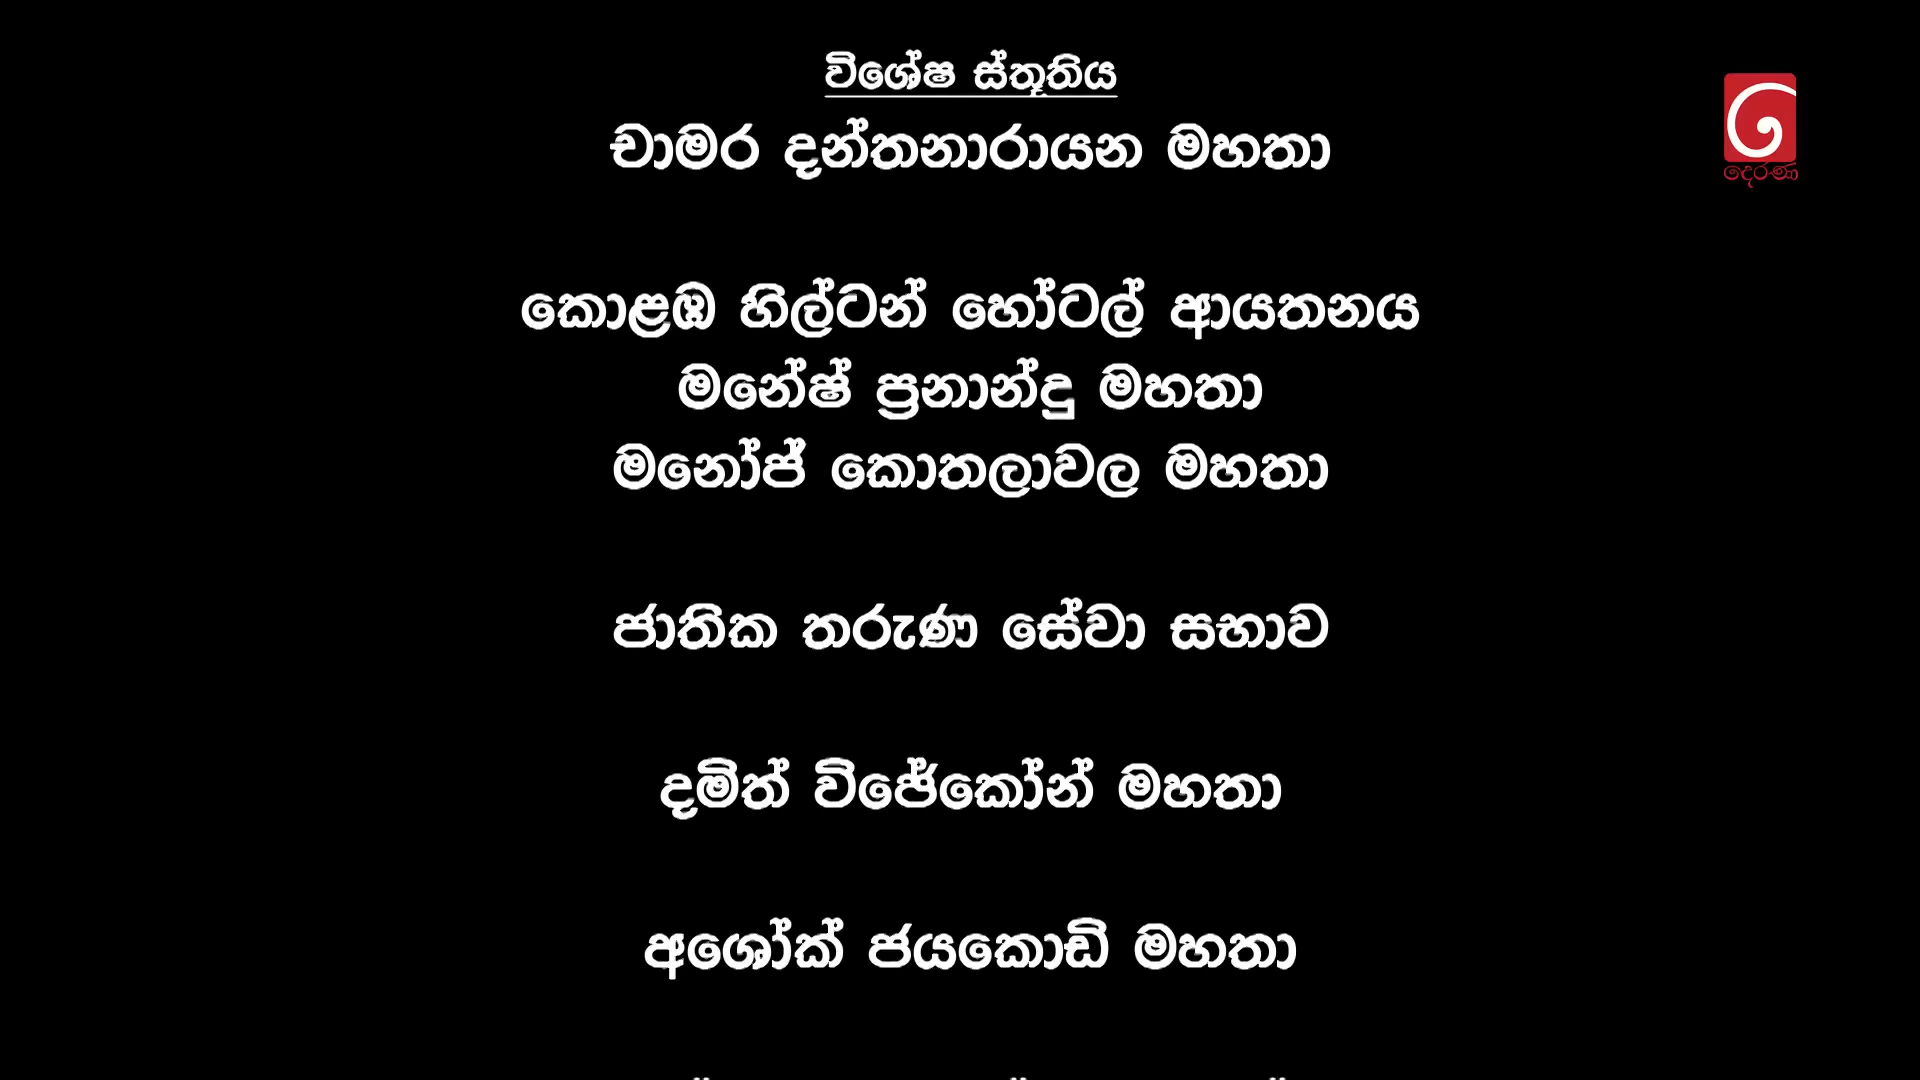 විශේෂ ස්තූතිය
චාමර දන්තනාරායන මහතා
දෙරණ
කොළඹ හිල්ටන් හෝටල් ආයතනය
මනේෂ් ප්‍රනාන්දු මහතා
මනෝජ් කොතලාවල මහතා
ජාතික තරුණ සේවා සභාව
දමිත් විජේකෝන් මහතා
අශෝක් ජයකොඩි මහතා